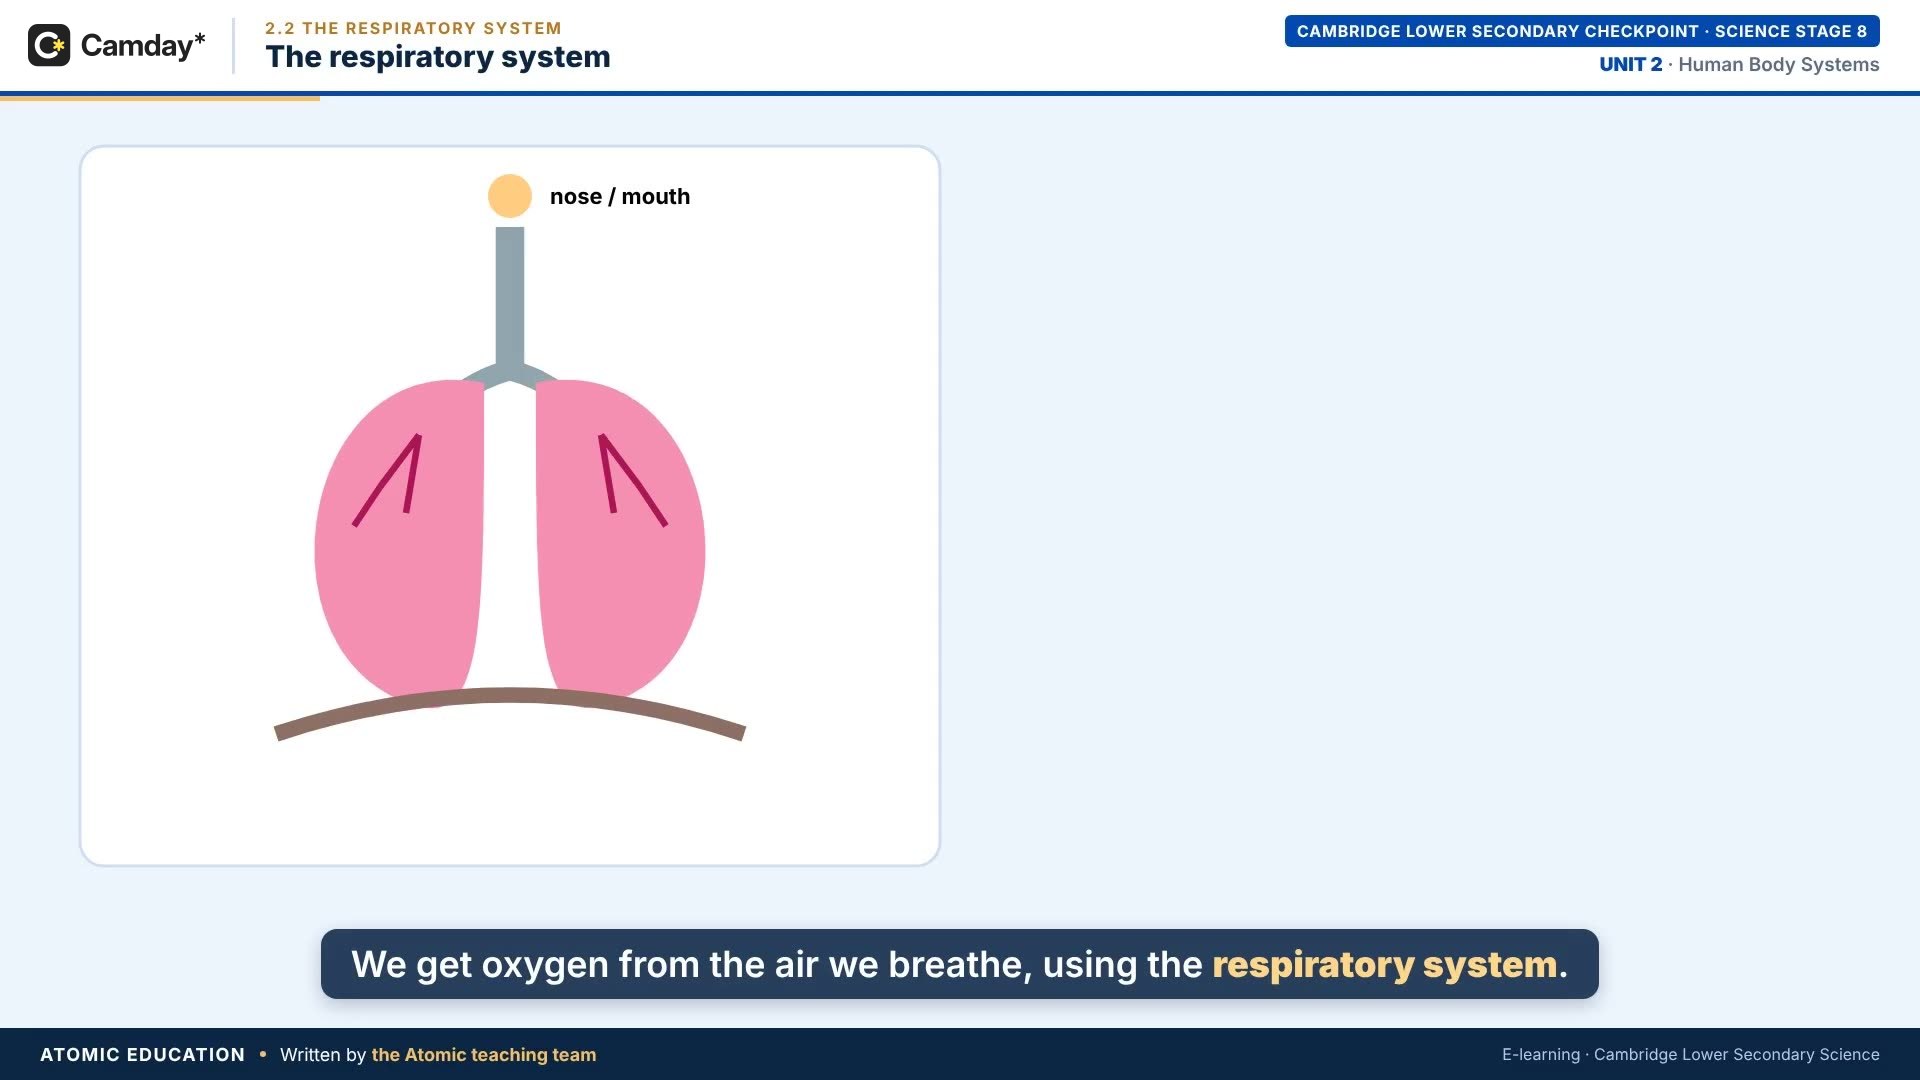 Camday*
2.2 THE RESPIRATORY SYSTEM
The respiratory system
CAMBRIDGE LOWER SECONDARY CHECKPOINT · SCIENCE STAGE 8
UNIT 2 · Human Body Systems
nose / mouth
We get oxygen from the air we breathe, using the respiratory system.
ATOMIC EDUCATION • Written by the Atomic teaching team
E-learning · Cambridge Lower Secondary Science